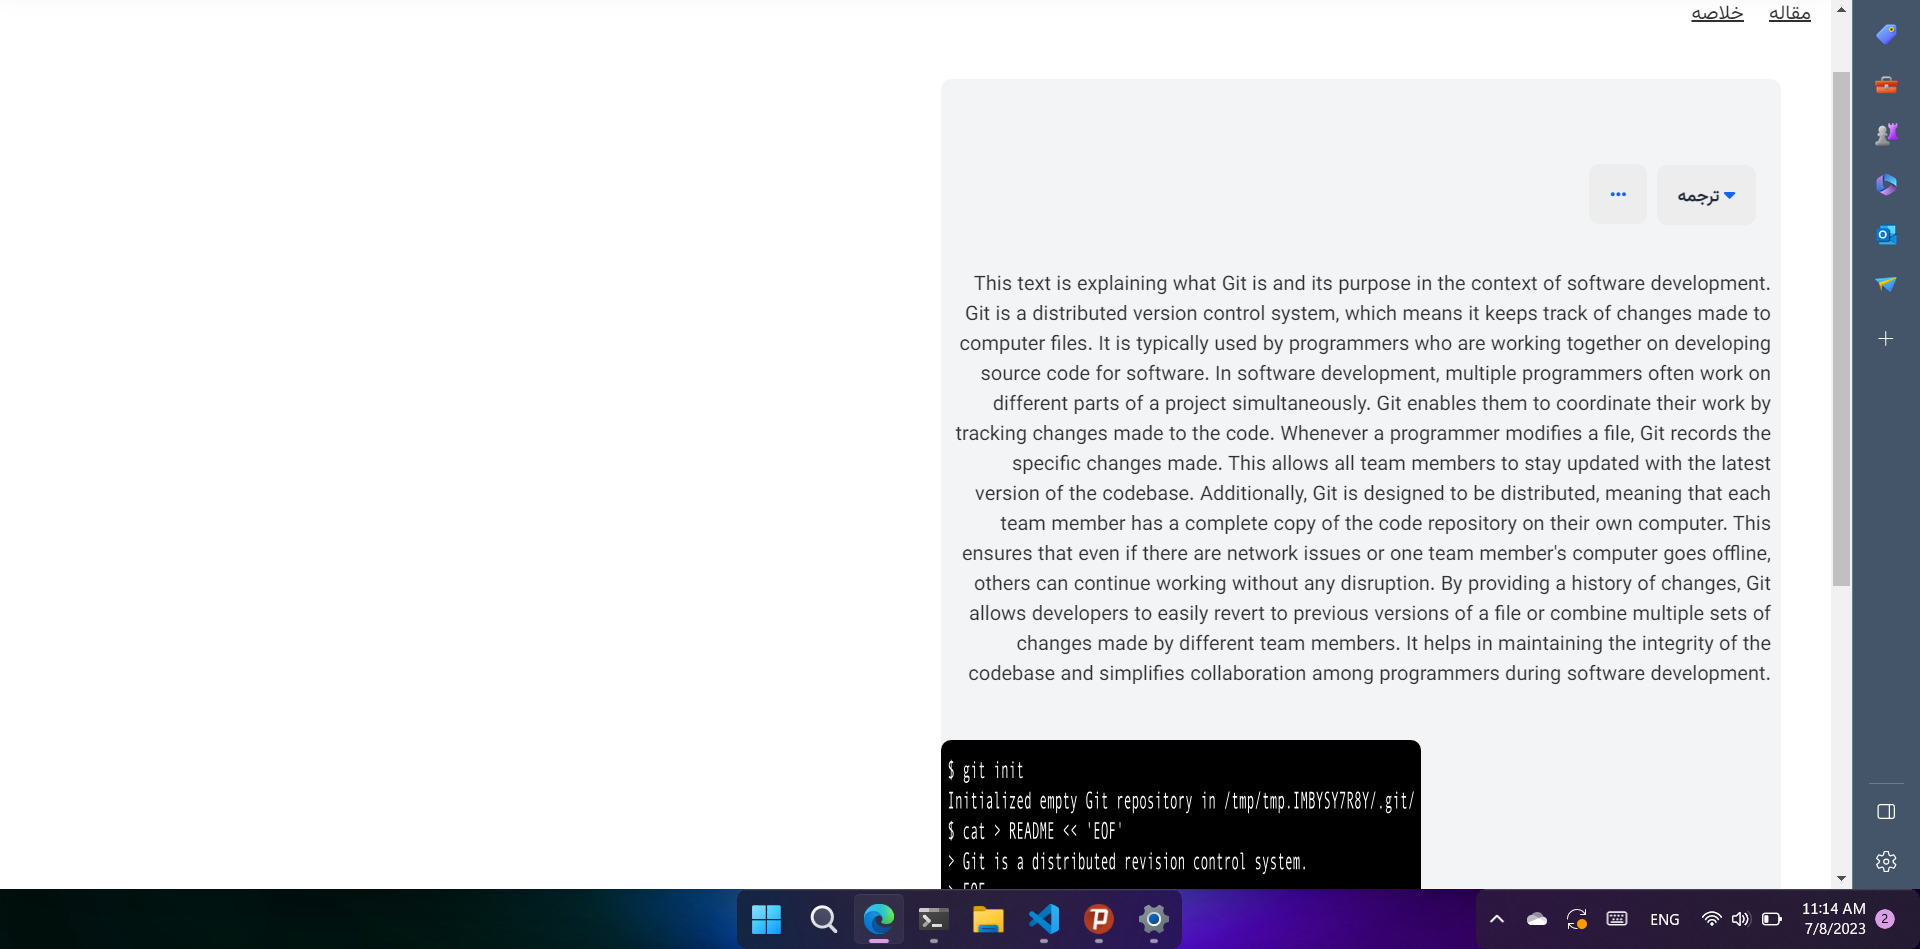 مقاله
خلاصه
ترجمه
This text is explaining what Git is and its purpose in the context of software development.
Git is a distributed version control system, which means it keeps track of changes made to
computer files. It is typically used by programmers who are working together on developing
source code for software. In software development, multiple programmers often work on
different parts of a project simultaneously. Git enables them to coordinate their work by
tracking changes made to the code. Whenever a programmer modifies a file, Git records the
specific changes made. This allows all team members to stay updated with the latest
version of the codebase. Additionally, Git is designed to be distributed, meaning that each
team member has a complete copy of the code repository on their own computer. This
ensures that even if there are network issues or one team member's computer goes offline,
others can continue working without any disruption. By providing a history of changes, Git
allows developers to easily revert to previous versions of a file or combine multiple sets of
changes made by different team members. It helps in maintaining the integrity of the
codebase and simplifies collaboration among programmers during software development.
$ git init
Initialized empty Git repository in /tmp/tmp.IMBYSY7R8Y/.git/
$ cat > README << 'EOF'
> Git is a distributed revision control system.
> EOF
ENG
11:14 AM
7/8/2023
2